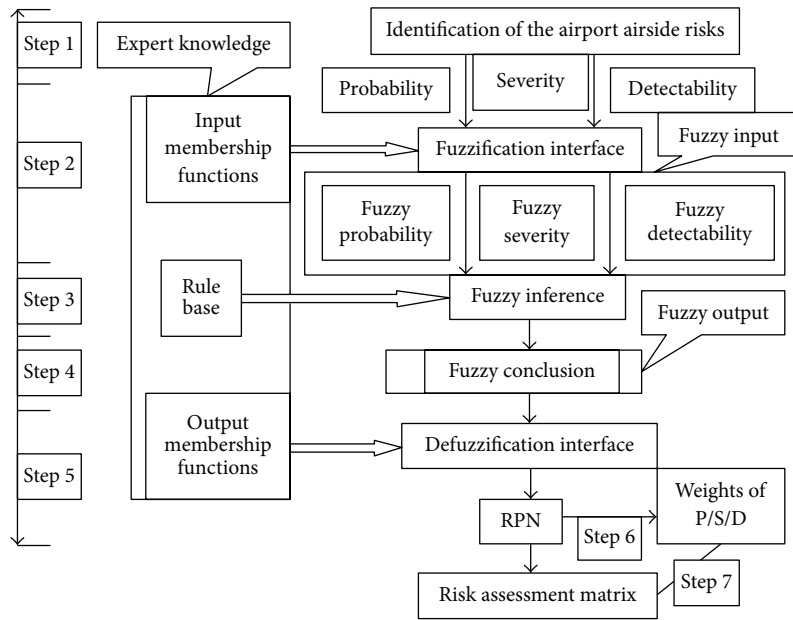 Step 1
Expert knowledge
Identification of the airport airside risks
Probability
Severity
Detectability
Step 2
Input
membership
functions
Fuzzification interface
Fuzzy input
Fuzzy
probability
Fuzzy
severity
Fuzzy
detectability
Step 3
Rule
base
Fuzzy inference
Fuzzy output
Step 4
Fuzzy conclusion
Step 5
Output
membership
functions
Defuzzification interface
RPN
Step 6
Weights of
P/S/D
Step 7
Risk assessment matrix